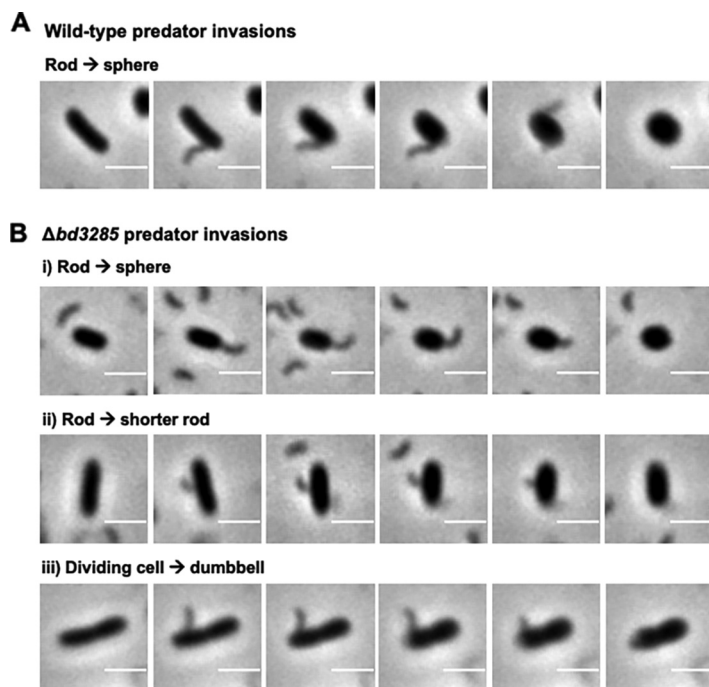 A Wild-type predator invasions
Rod → sphere
B Δbd3285 predator invasions
i) Rod → sphere
ii) Rod → shorter rod
iii) Dividing cell → dumbbell